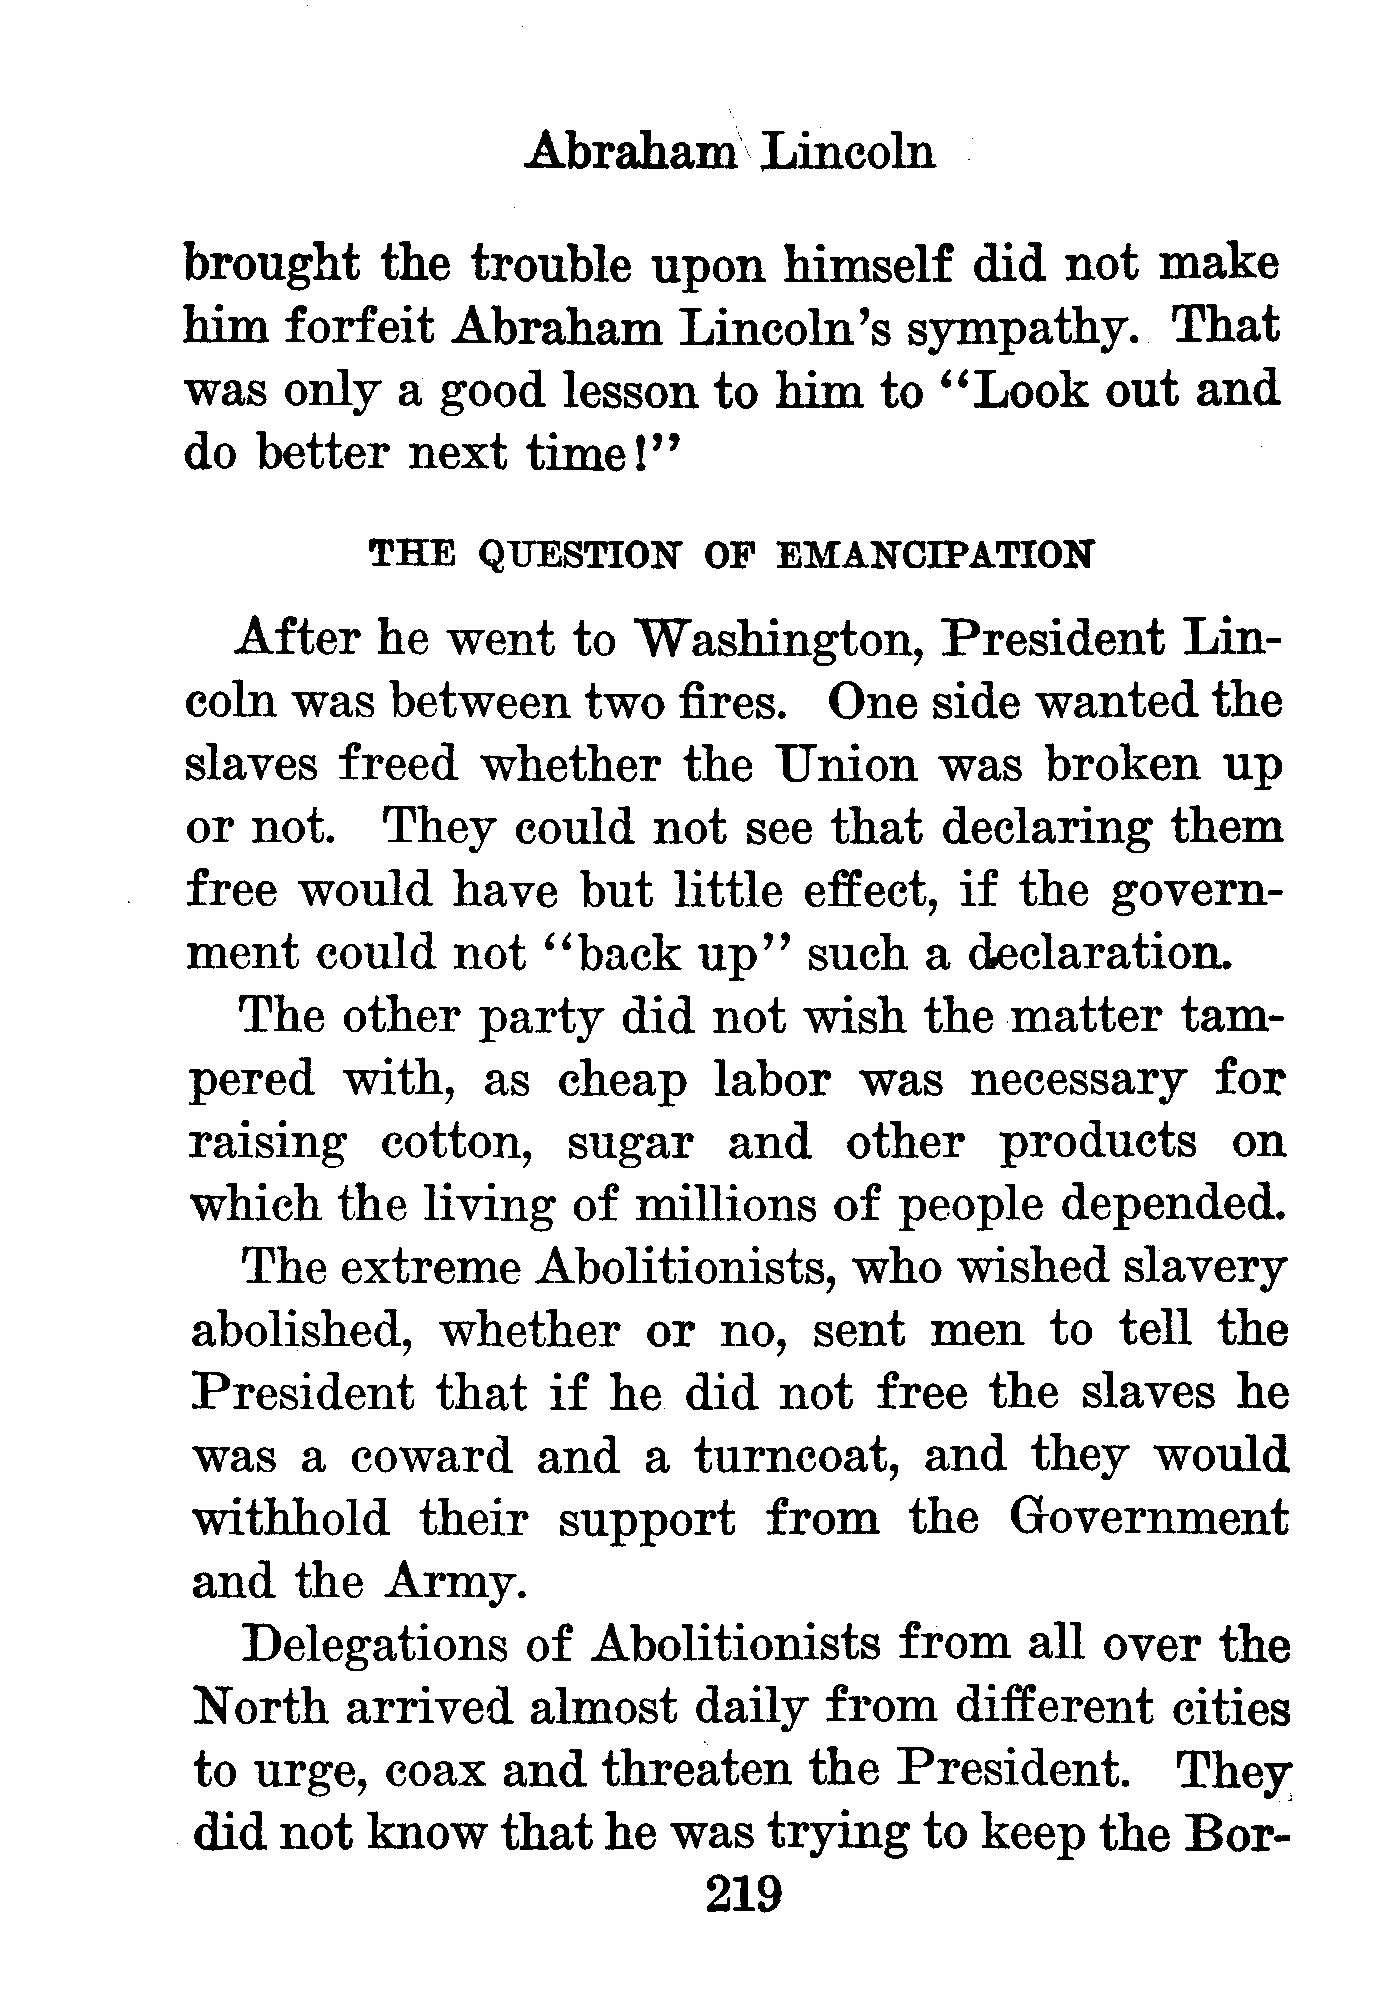 Abraham Lincoln
brought the trouble upon himself did not make
him forfeit Abraham Lincoln's sympathy. That
was only a good lesson to him to "Look out and
do better next time!"
THE QUESTION OF EMANCIPATION
After he went to Washington, President Lin-
coln was between two fires. One side wanted the
slaves freed whether the Union was broken up
or not. They could not see that declaring them
free would have but little effect, if the govern-
ment could not "back up" such a declaration.
The other party did not wish the matter tam-
pered with, as cheap labor was necessary for
raising cotton, sugar and other products on
which the living of millions of people depended.
The extreme Abolitionists, who wished slavery
abolished, whether or no, sent men to tell the
President that if he did not free the slaves he
was a coward and a turncoat, and they would
withhold their support from the Government
and the Army.
Delegations of Abolitionists from all over the
North arrived almost daily from different cities
to urge, coax and threaten the President. They
did not know that he was trying to keep the Bor-
219